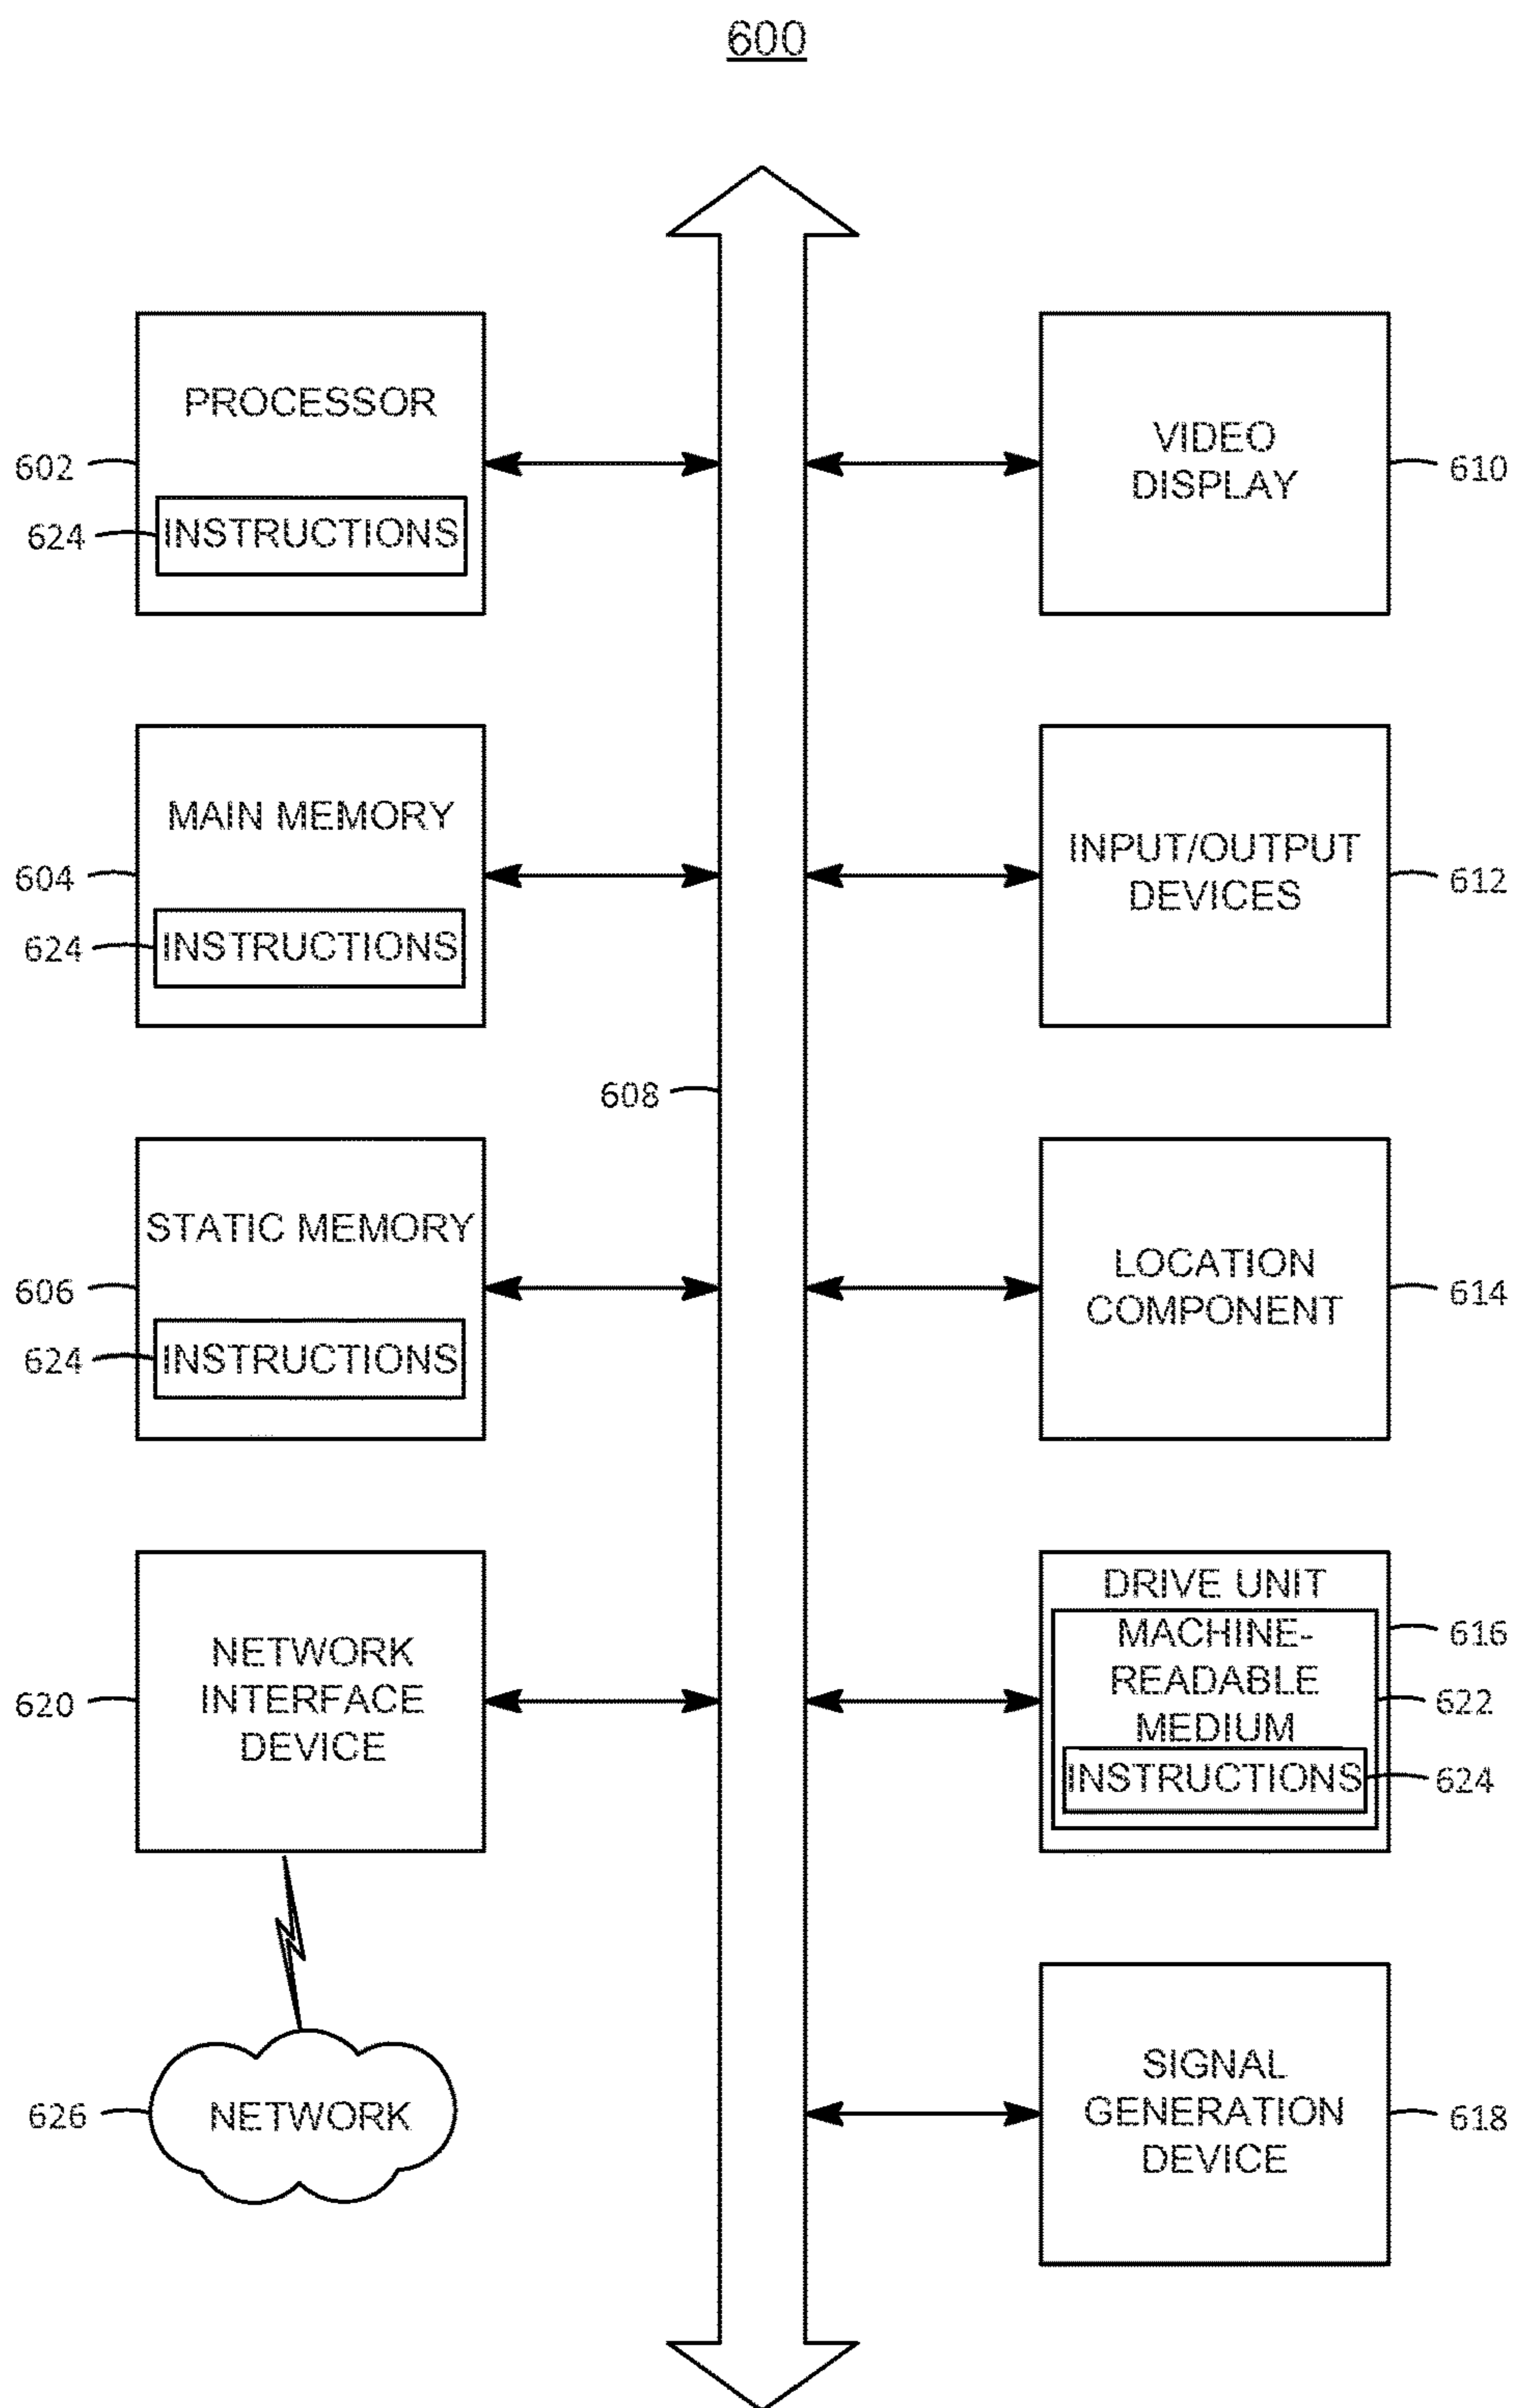 600
PROCESSOR
602
624
INSTRUCTIONS
VIDEO
DISPLAY
610
MAIN MEMORY
604
624
INSTRUCTIONS
INPUT/OUTPUT
DEVICES
612
608
STATIC MEMORY
606
624
INSTRUCTIONS
LOCATION
COMPONENT
614
NETWORK
INTERFACE
DEVICE
620
DRIVE UNIT
616
MACHINE-
READABLE
MEDIUM
622
INSTRUCTIONS
624
626
NETWORK
SIGNAL
GENERATION
DEVICE
618